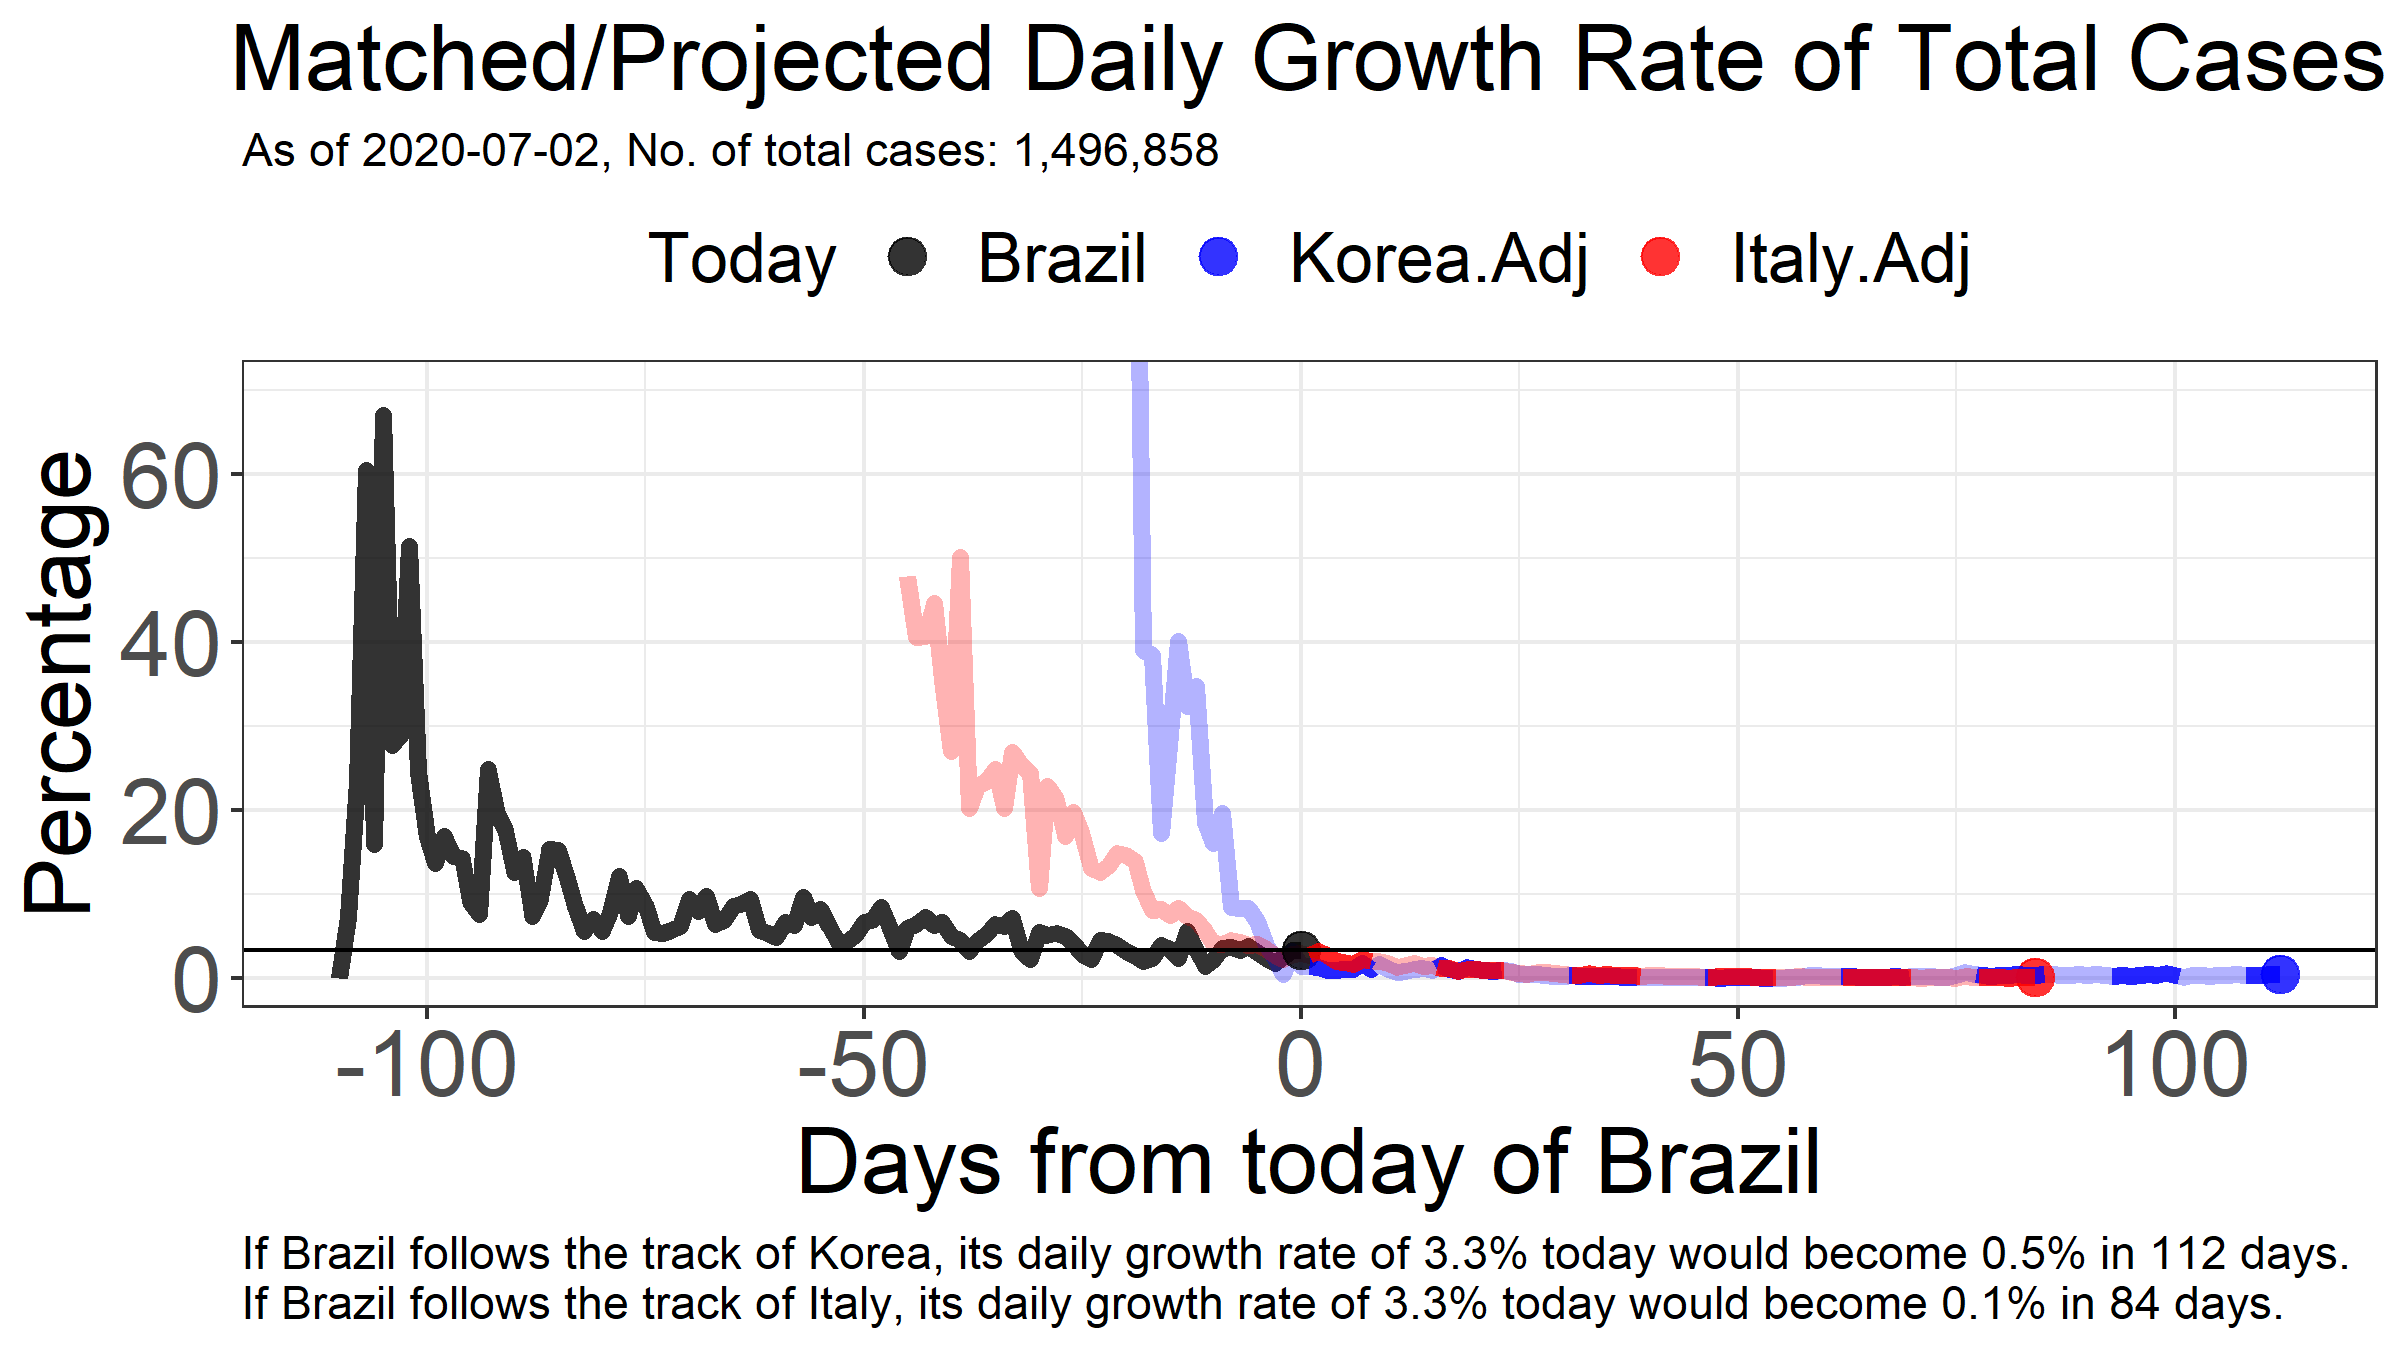 Matched/Projected Daily Growth Rate of Total Cases
As of 2020-07-02, No. of total cases: 1,496,858
Today Brazil Korea.Adj Italy.Adj
Percentage
60
40
20
0
-100 -50 0 50 100
Days from today of Brazil
If Brazil follows the track of Korea, its daily growth rate of 3.3% today would become 0.5% in 112 days.
If Brazil follows the track of Italy, its daily growth rate of 3.3% today would become 0.1% in 84 days.